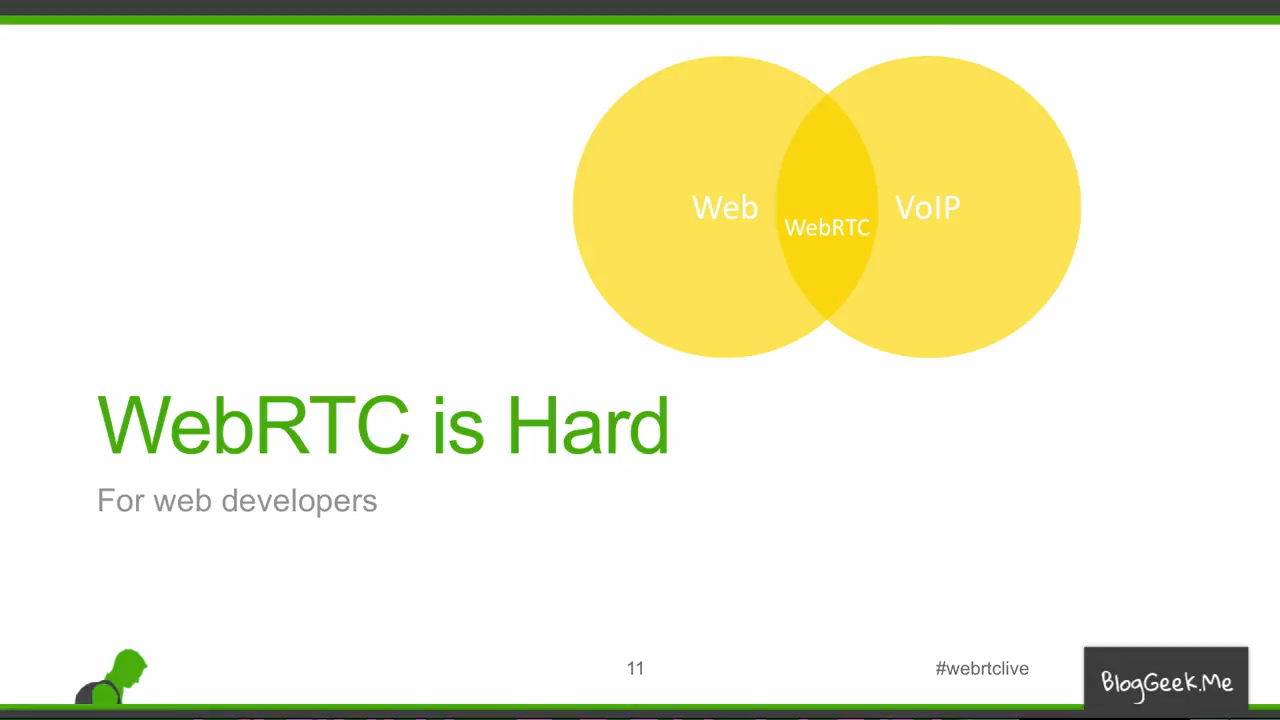 Web
WebRTC
VoIP
WebRTC is Hard
For web developers
11
#webrtclive
BlogGeek.Me